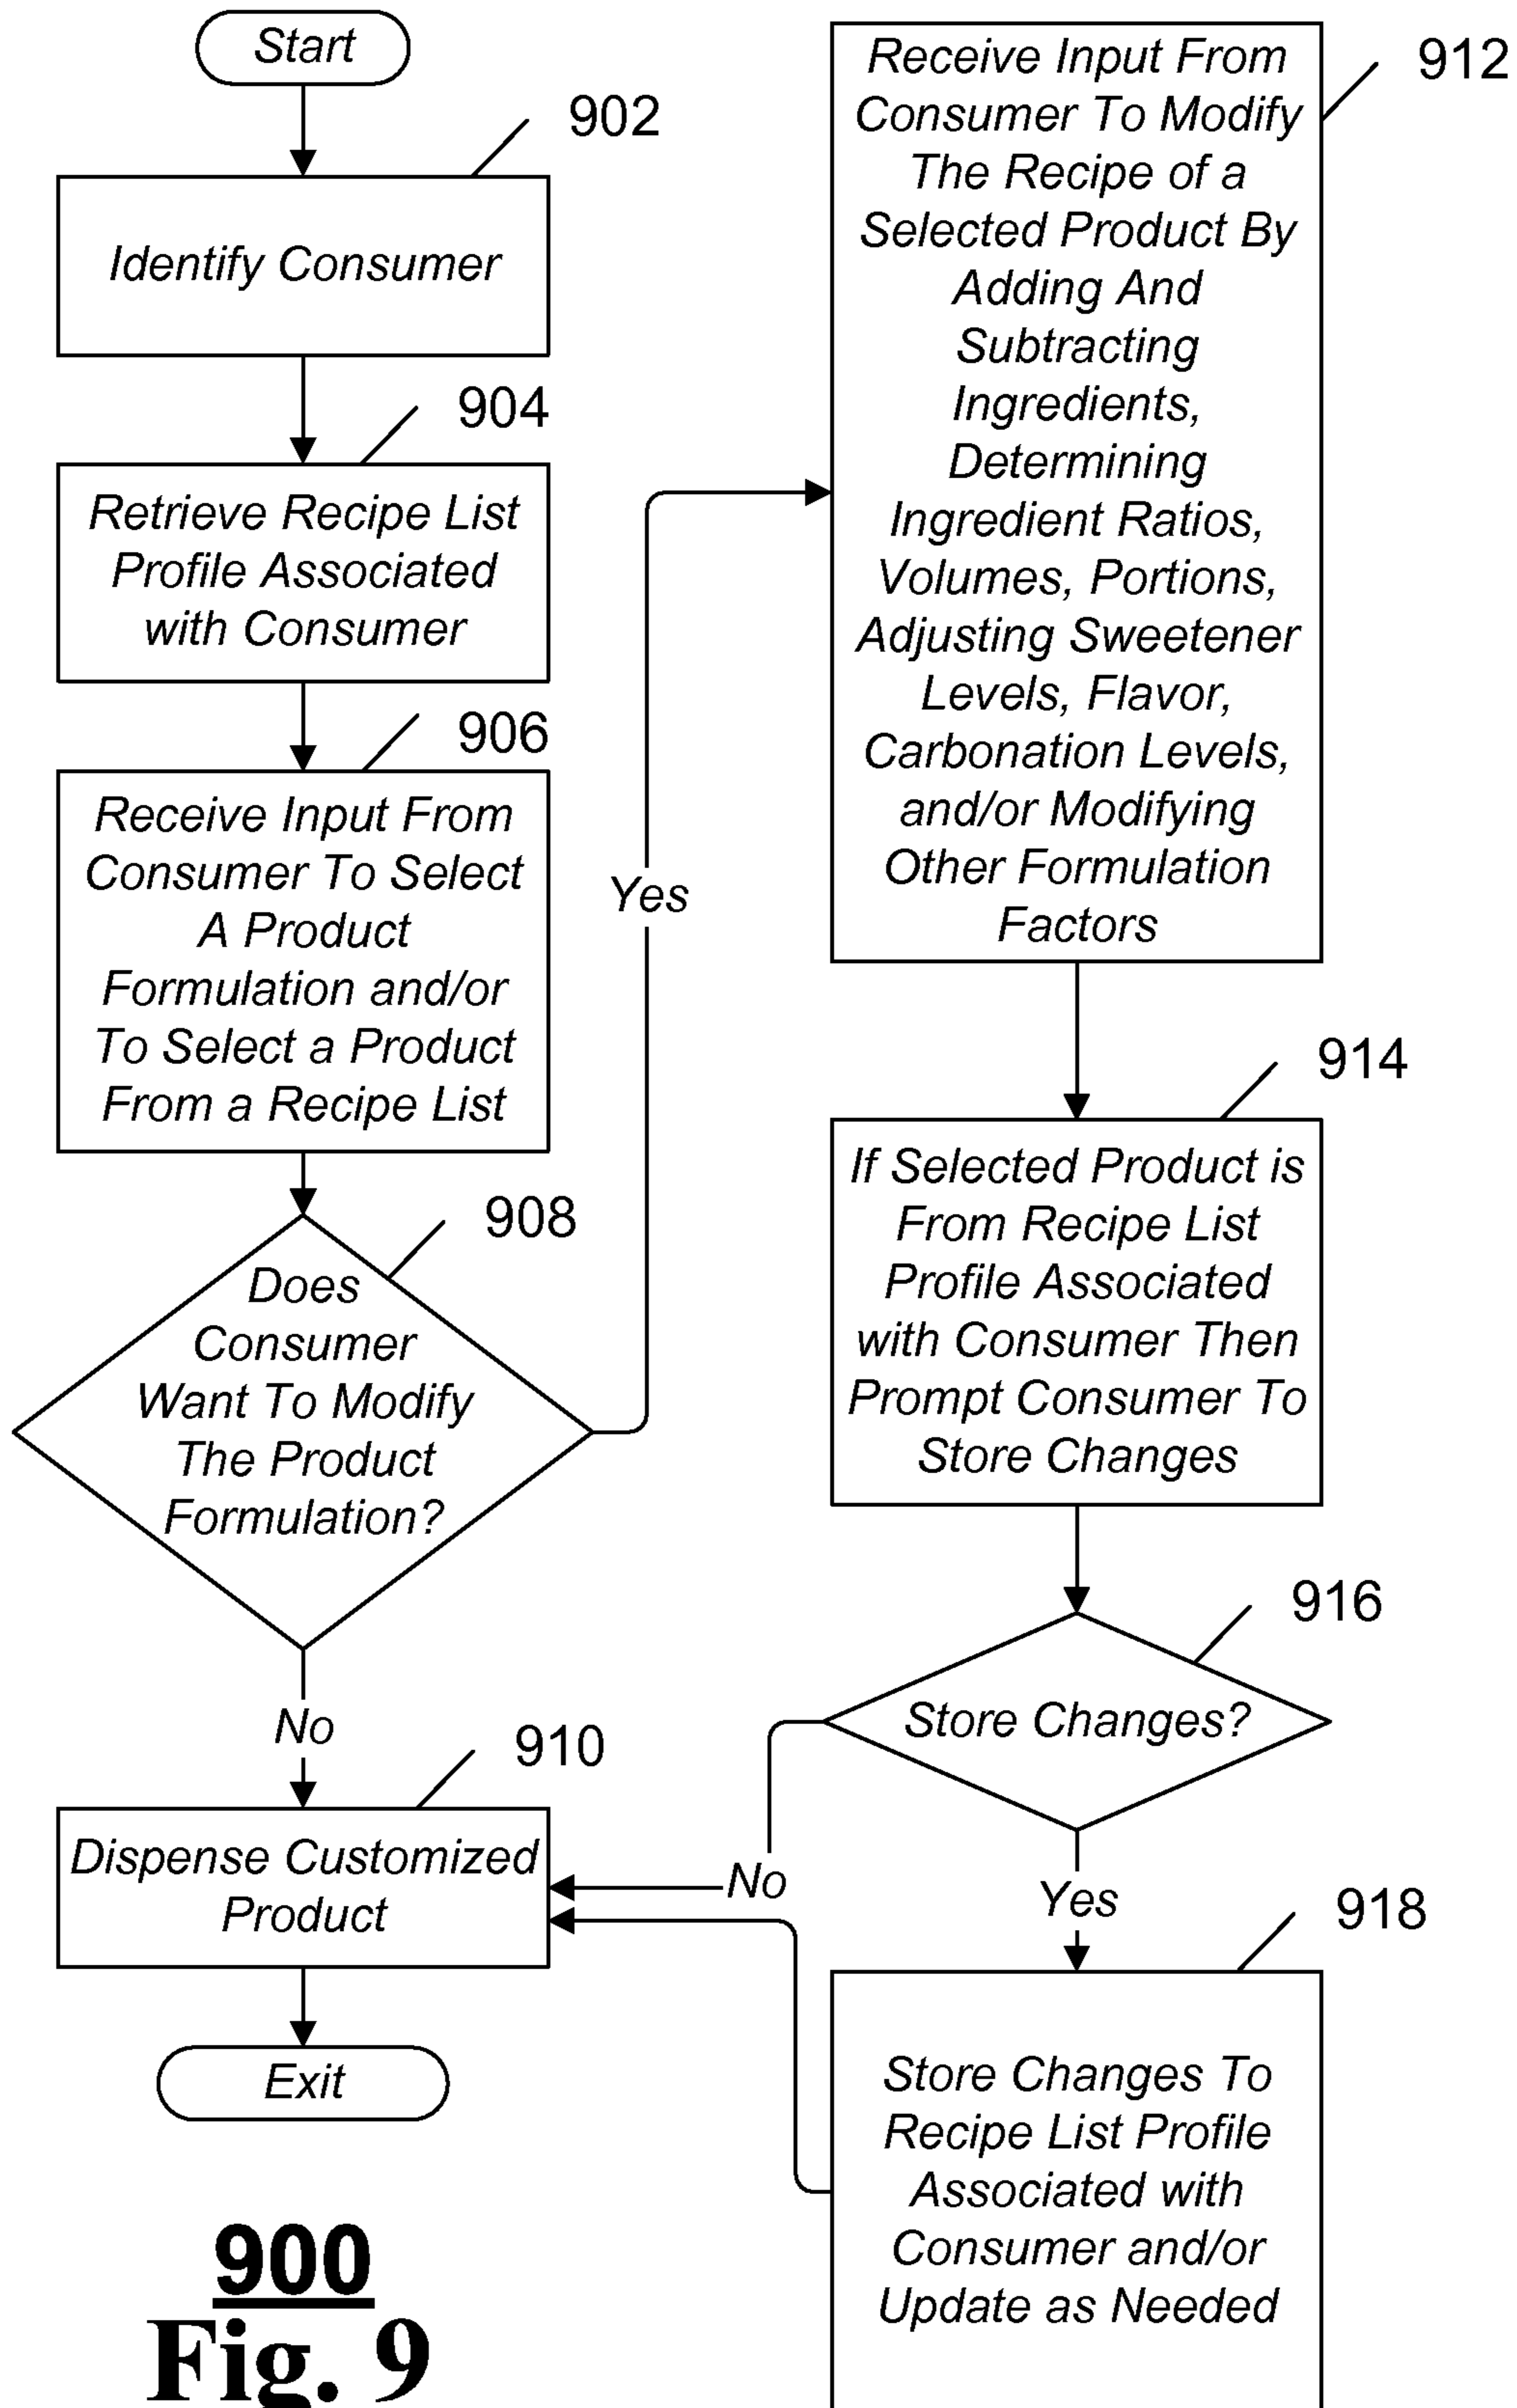 Start
902
Identify Consumer
904
Retrieve Recipe List
Profile Associated
with Consumer
906
Receive Input From
Consumer To Select
A Product
Formulation and/or
To Select a Product
From a Recipe List
908
Does
Consumer
Want To Modify
The Product
Formulation?
Yes
No
910
Dispense Customized
Product
Exit
912
Receive Input From
Consumer To Modify
The Recipe of a
Selected Product By
Adding And
Subtracting
Ingredients,
Determining
Ingredient Ratios,
Volumes, Portions,
Adjusting Sweetener
Levels, Flavor,
Carbonation Levels,
and/or Modifying
Other Formulation
Factors
914
If Selected Product is
From Recipe List
Profile Associated
with Consumer Then
Prompt Consumer To
Store Changes
916
Store Changes?
No
Yes
918
Store Changes To
Recipe List Profile
Associated with
Consumer and/or
Update as Needed
900
Fig. 9